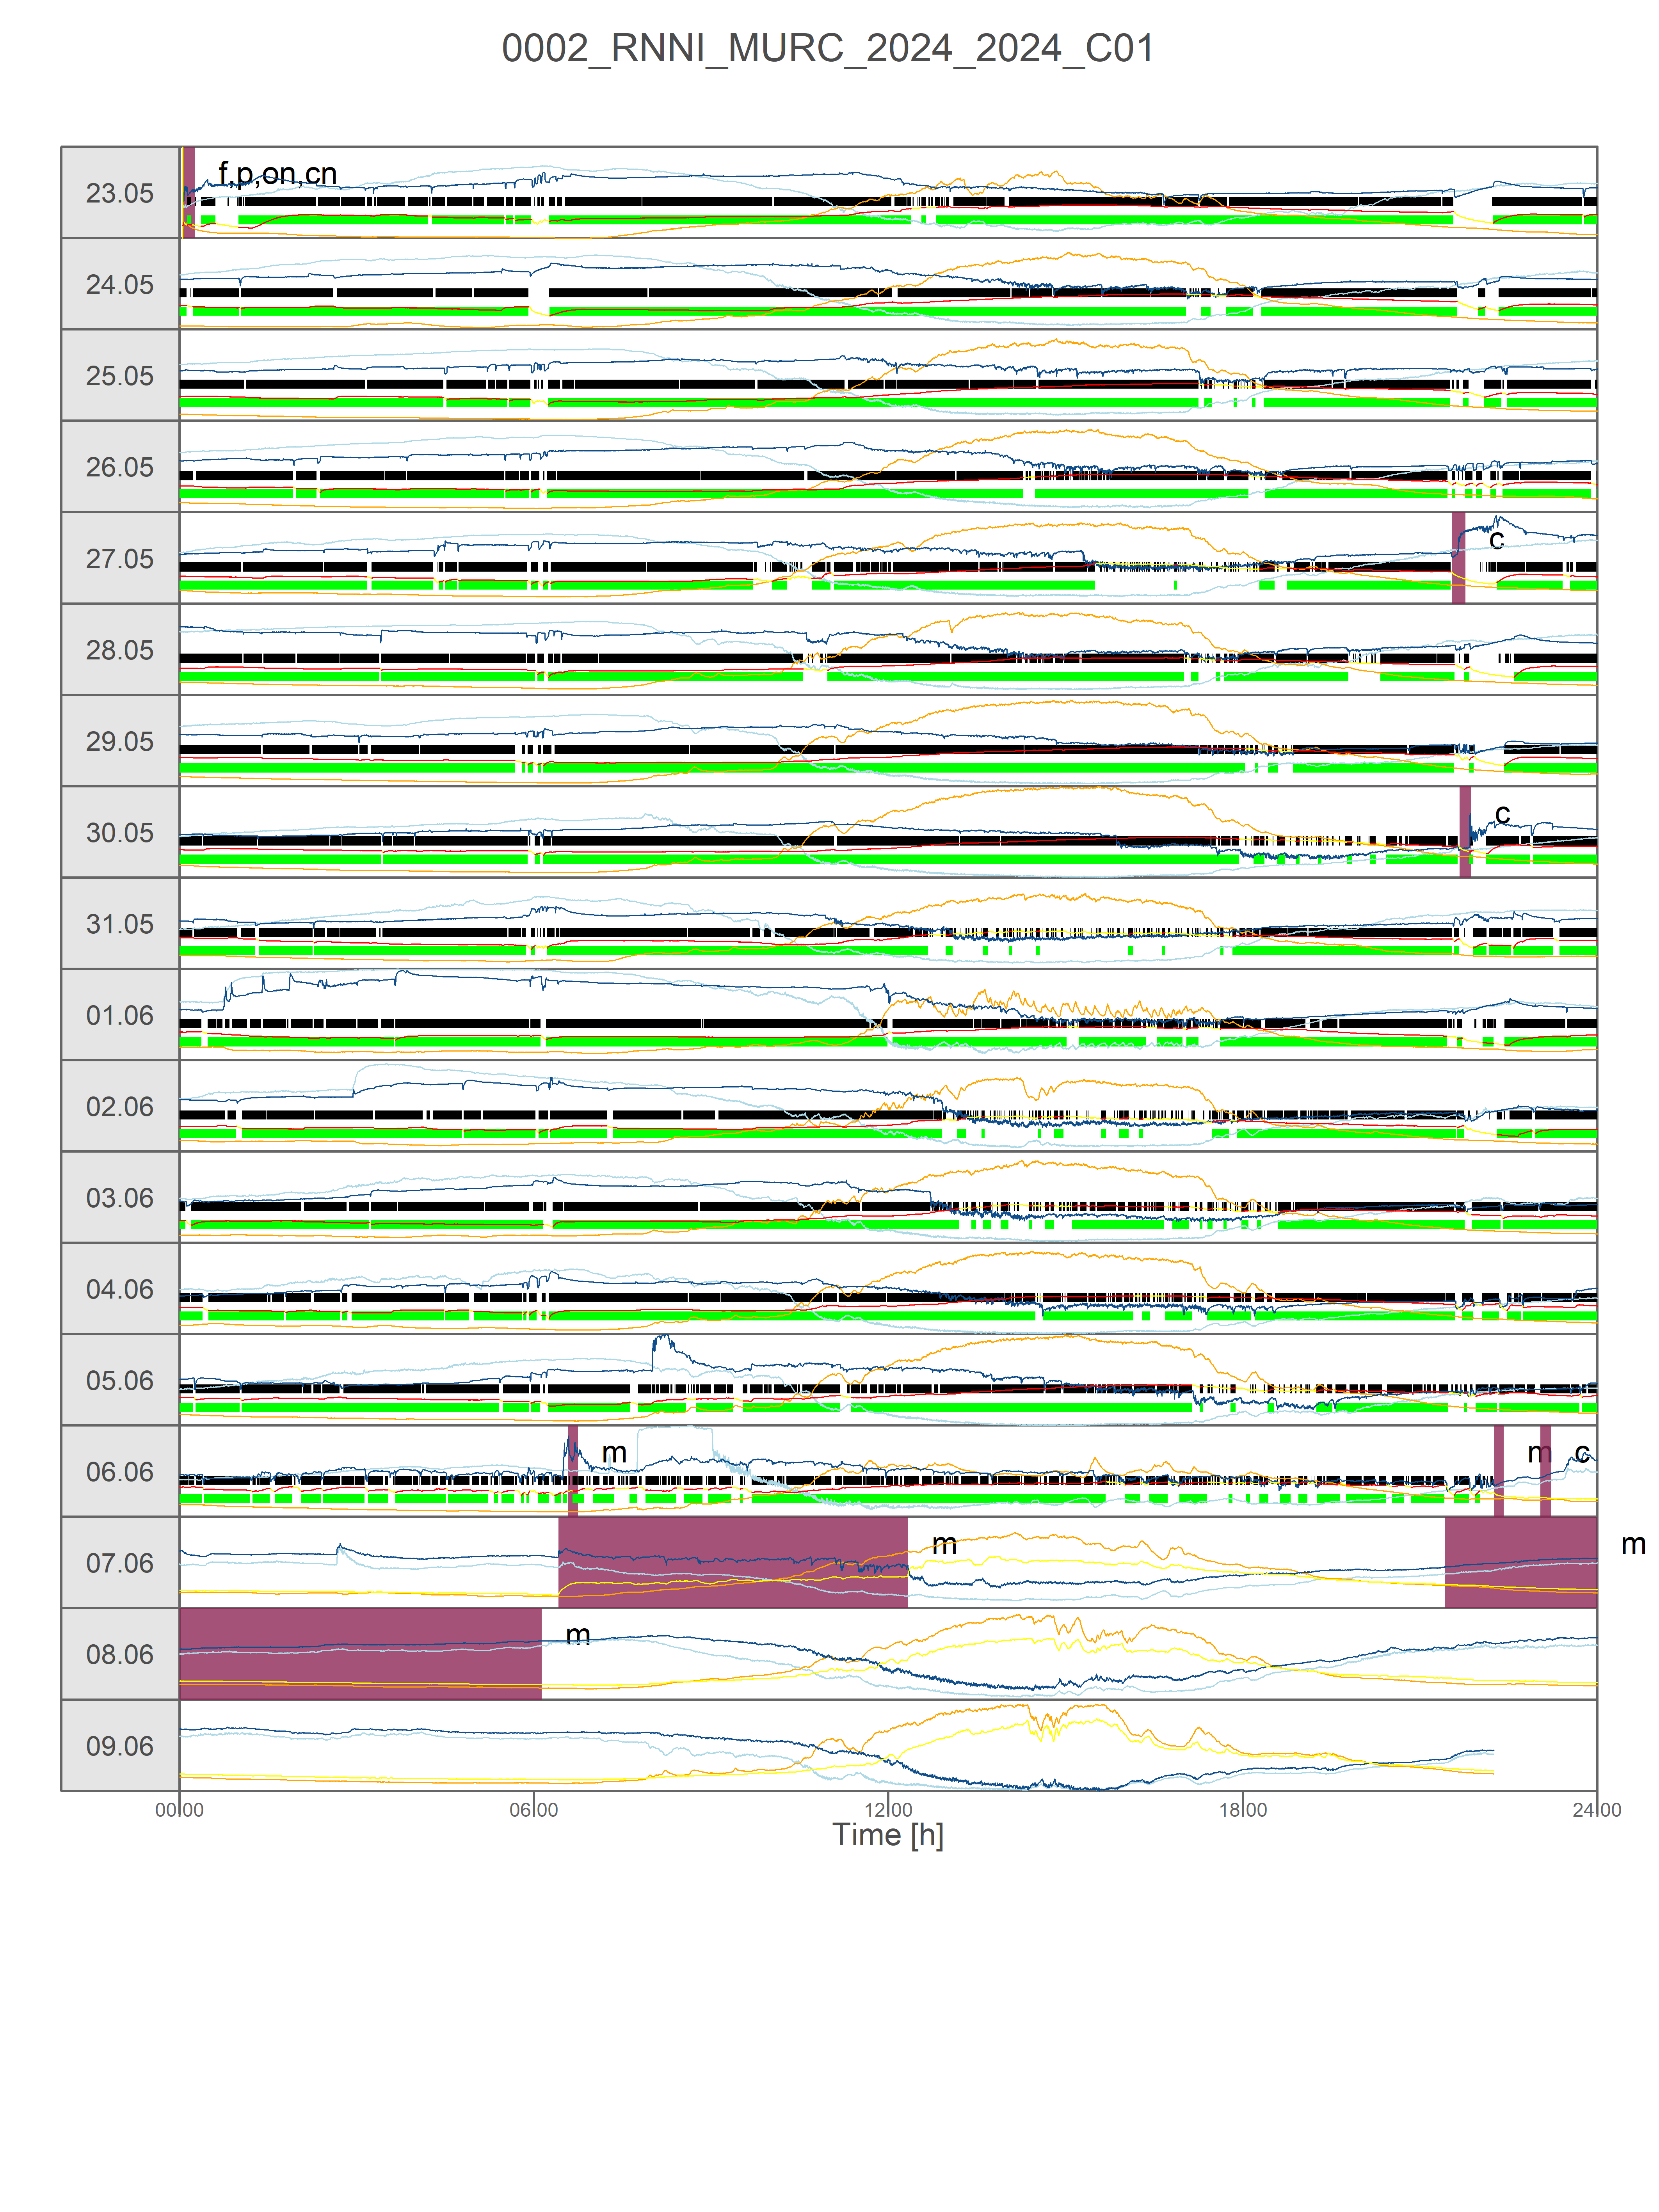 0002_RNNI_MURC_2024_2024_C01
23.05 f,p,on,cn
24.05
25.05
26.05
27.05 c
28.05
29.05
30.05 c
31.05
01.06
02.06
03.06
04.06
05.06
06.06 m m c
07.06 m m
08.06 m
09.06
00:00 06:00 12:00 18:00 24:00
Time [h]